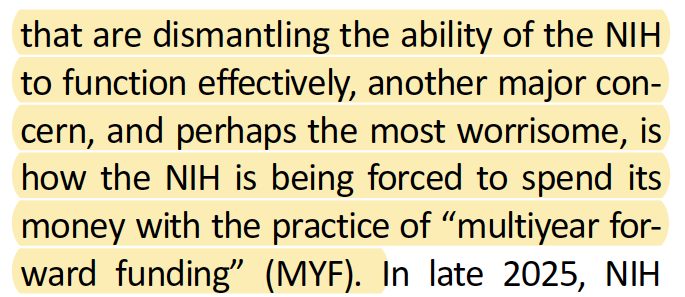 that are dismantling the ability of the NIH
to function effectively, another major con-
cern, and perhaps the most worrisome, is
how the NIH is being forced to spend its
money with the practice of “multiyear for-
ward funding” (MYF). In late 2025, NIH